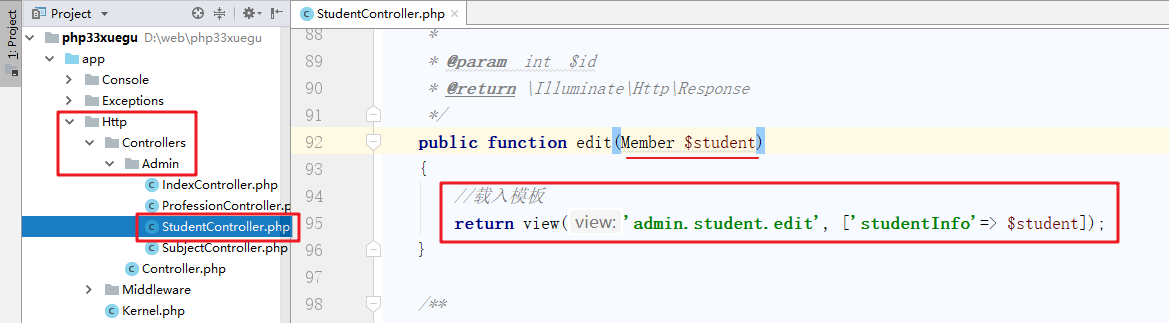 1: Project
Project
php33xuegu D:\web\php33xuegu
app
Console
Exceptions
Http
Controllers
Admin
IndexController.php
ProfessionController.p
StudentController.php
SubjectController.php
Controller.php
Middleware
Kernel.php
StudentController.php
88 *
89 * @param int $id
90 * @return \Illuminate\Http\Response
91 */
92 public function edit(Member $student)
93 {
94 //载入模板
95 return view( view: 'admin.student.edit', ['studentInfo'=> $student]);
96 }
97
98 /**